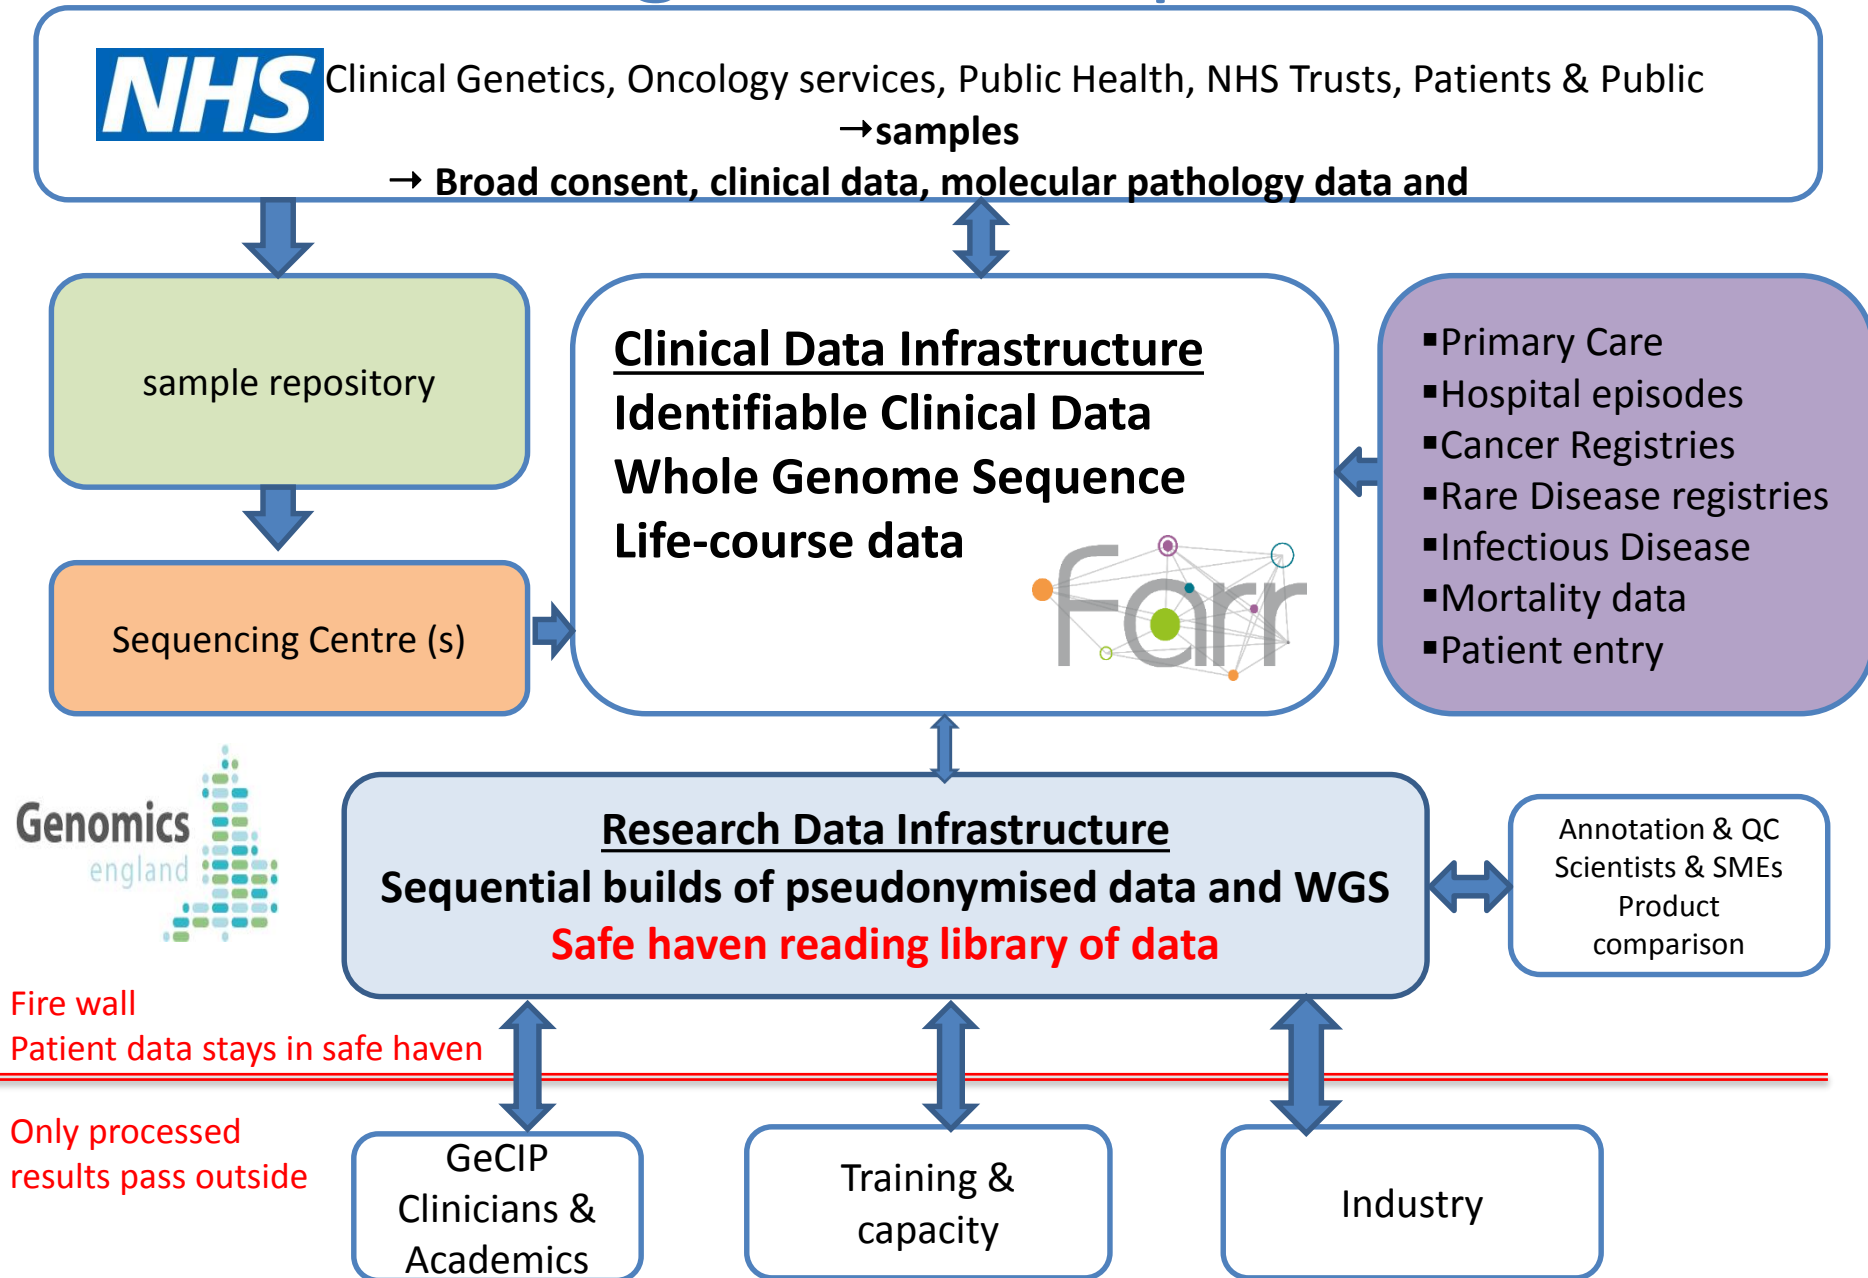 NHS
Clinical Genetics, Oncology services, Public Health, NHS Trusts, Patients & Public
→samples
→ Broad consent, clinical data, molecular pathology data and
sample repository
Sequencing Centre (s)
Clinical Data Infrastructure
Identifiable Clinical Data
Whole Genome Sequence
Life-course data
farr
▪Primary Care
▪Hospital episodes
▪Cancer Registries
▪Rare Disease registries
▪Infectious Disease
▪Mortality data
▪Patient entry
Genomics
england
Research Data Infrastructure
Sequential builds of pseudonymised data and WGS
Safe haven reading library of data
Annotation & QC
Scientists & SMEs
Product
comparison
Fire wall
Patient data stays in safe haven
Only processed
results pass outside
GeCIP
Clinicians &
Academics
Training &
capacity
Industry